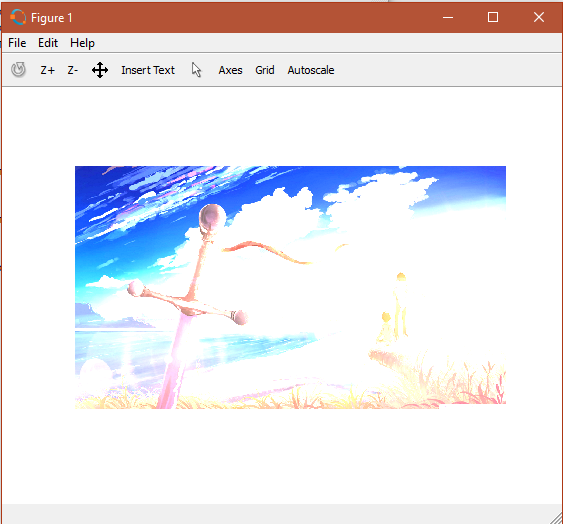 Figure 1
File Edit Help
Z+ Z- Insert Text Axes Grid Autoscale